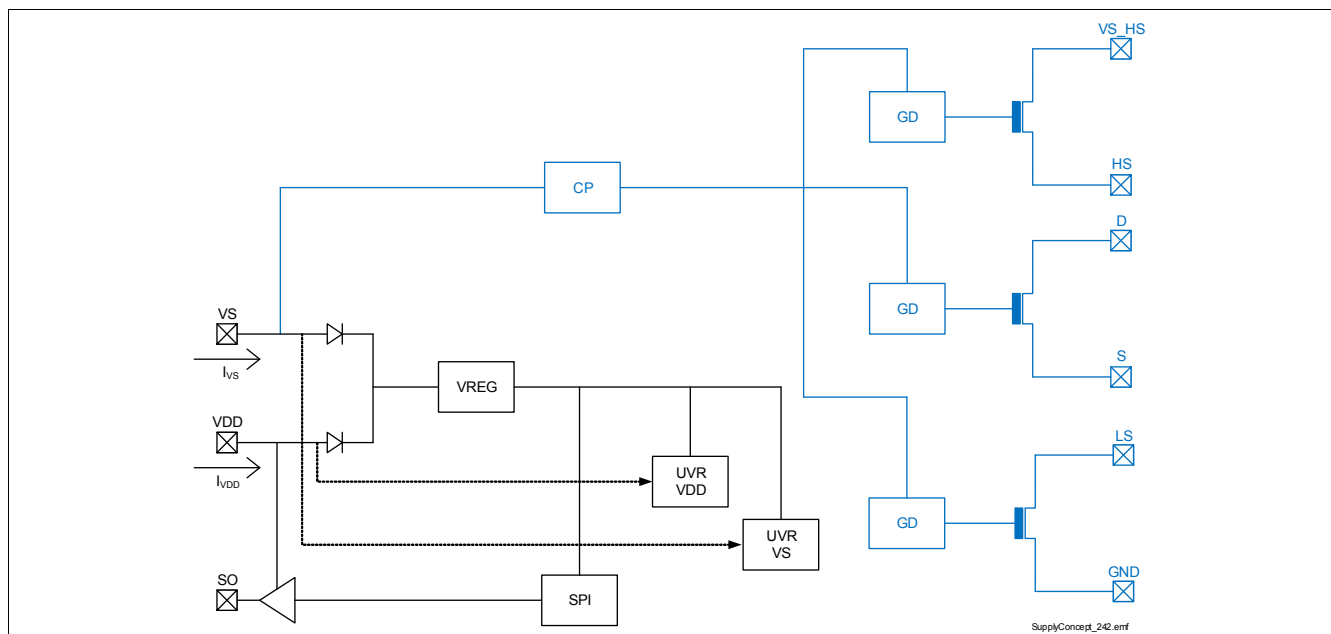 VS_HS
GD
HS
CP
D
GD
S
VS
I_VS
VREG
VDD
I_VDD
UVR
VDD
LS
GD
UVR
VS
SO
SPI
GND
SupplyConcept_242.emf